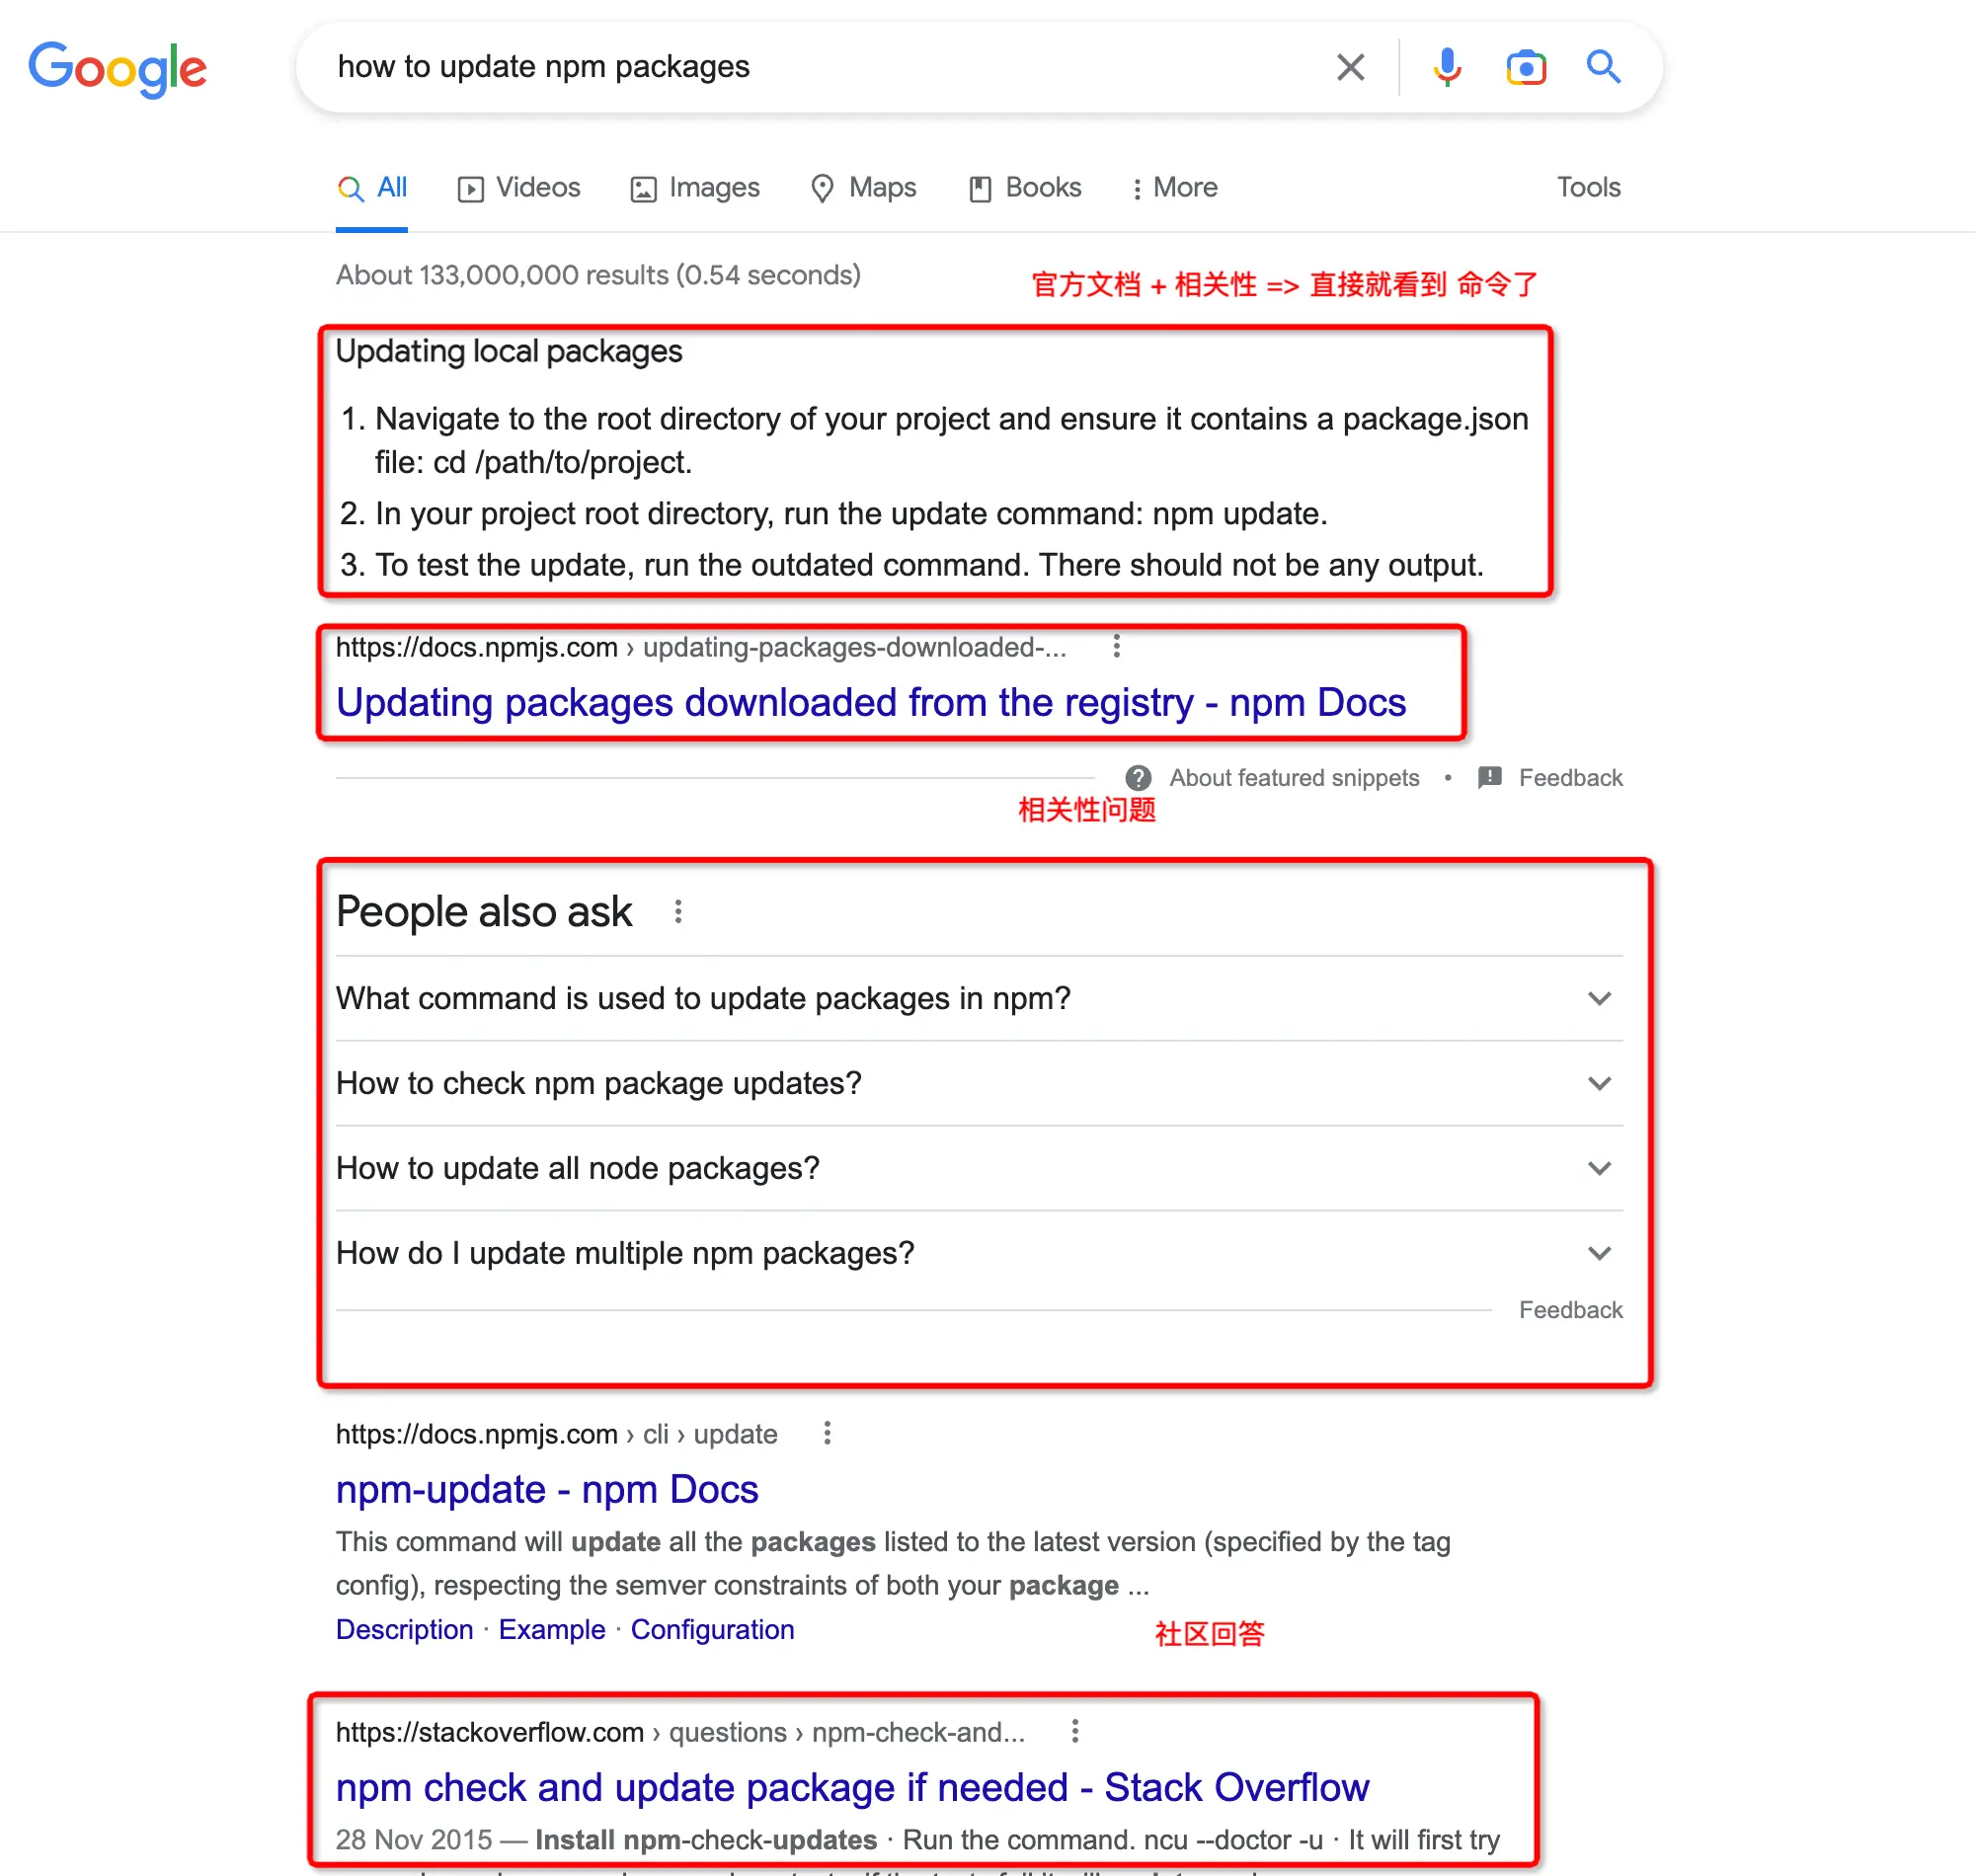 Google
how to update npm packages
All Videos Images Maps Books More Tools
About 133,000,000 results (0.54 seconds)
官方文档 + 相关性 => 直接就看到 命令了
Updating local packages
1. Navigate to the root directory of your project and ensure it contains a package.json
file: cd /path/to/project.
2. In your project root directory, run the update command: npm update.
3. To test the update, run the outdated command. There should not be any output.
https://docs.npmjs.com › updating-packages-downloaded-...
Updating packages downloaded from the registry - npm Docs
About featured snippets • Feedback
相关性问题
People also ask
What command is used to update packages in npm?
How to check npm package updates?
How to update all node packages?
How do I update multiple npm packages?
Feedback
https://docs.npmjs.com › cli › update
npm-update - npm Docs
This command will update all the packages listed to the latest version (specified by the tag
config), respecting the semver constraints of both your package ...
Description · Example · Configuration
社区回答
https://stackoverflow.com › questions › npm-check-and...
npm check and update package if needed - Stack Overflow
28 Nov 2015 — Install npm-check-updates · Run the command. ncu --doctor -u · It will first try